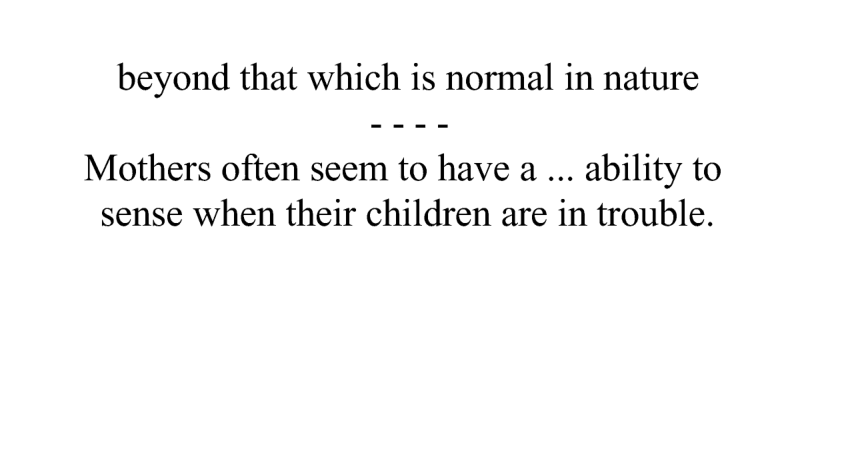 beyond that which is normal in nature
- - - -
Mothers often seem to have a ... ability to
sense when their children are in trouble.